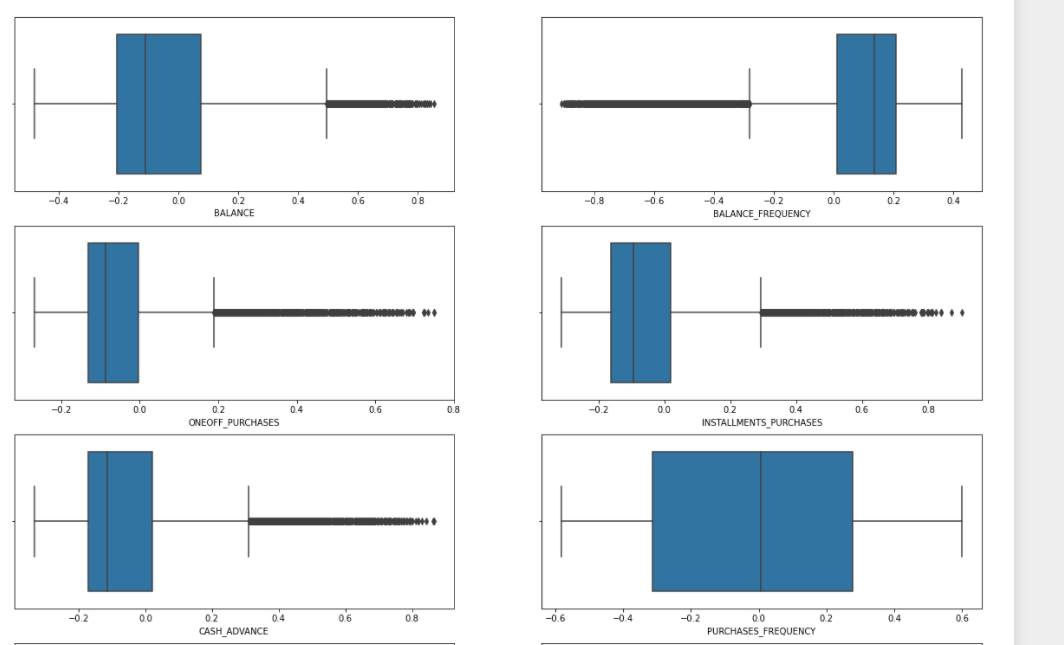 −0.4 −0.2 0.0 0.2 0.4 0.6 0.8
BALANCE
−0.8 −0.6 −0.4 −0.2 0.0 0.2 0.4
BALANCE_FREQUENCY
−0.2 0.0 0.2 0.4 0.6 0.8
ONEOFF_PURCHASES
−0.2 0.0 0.2 0.4 0.6 0.8
INSTALLMENTS_PURCHASES
−0.2 0.0 0.2 0.4 0.6 0.8
CASH_ADVANCE
−0.6 −0.4 −0.2 0.0 0.2 0.4 0.6
PURCHASES_FREQUENCY